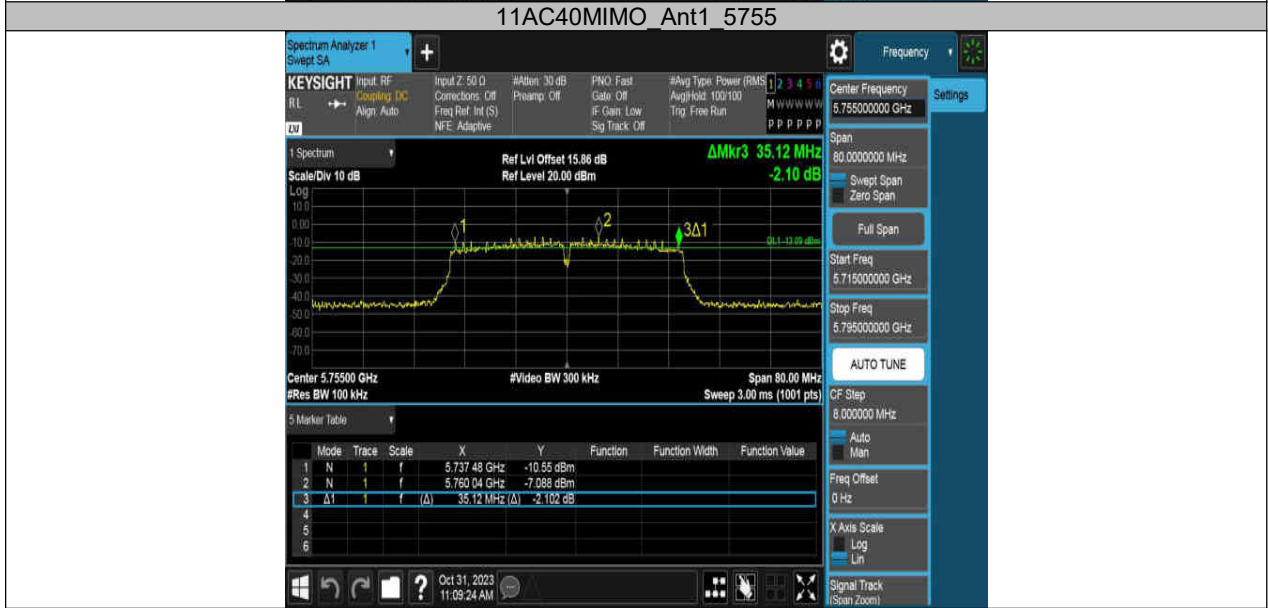 11AC40MIMO_Ant1_5755
Spectrum Analyzer 1
Swept SA
+
Frequency
KEYSIGHT
RL
LXI
Input: RF
Coupling: DC
Align: Auto
Input Z: 50 Ω
Corrections: Off
Freq Ref: Int (S)
NFE: Adaptive
#Atten: 30 dB
Preamp: Off
PNO: Fast
Gate: Off
IF Gain: Low
Sig Track: Off
#Avg Type: Power (RMS
Avg|Hold: 100/100
Trig: Free Run
1 2 3 4 5 6
M W W W W W
P P P P P P
Center Frequency
5.755000000 GHz
Settings
Span
80.0000000 MHz
Swept Span
Zero Span
Full Span
Start Freq
5.715000000 GHz
Stop Freq
5.795000000 GHz
AUTO TUNE
CF Step
8.000000 MHz
Auto
Man
Freq Offset
0 Hz
X Axis Scale
Log
Lin
Signal Track
(Span Zoom)
1 Spectrum
Scale/Div 10 dB
Ref Lvl Offset 15.86 dB
Ref Level 20.00 dBm
ΔMkr3 35.12 MHz
-2.10 dB
Log
10.0
0.00
-10.0
-20.0
-30.0
-40.0
-50.0
-60.0
-70.0
1
2
3Δ1
DL1 -13.09 dBm
Center 5.75500 GHz
#Video BW 300 kHz
Span 80.00 MHz
#Res BW 100 kHz
Sweep 3.00 ms (1001 pts)
5 Marker Table
Mode Trace Scale X Y Function Function Width Function Value
1 N 1 f 5.737 48 GHz -10.55 dBm
2 N 1 f 5.760 04 GHz -7.088 dBm
3 Δ1 1 f (Δ) 35.12 MHz (Δ) -2.102 dB
4
5
6
?
Oct 31, 2023
11:09:24 AM